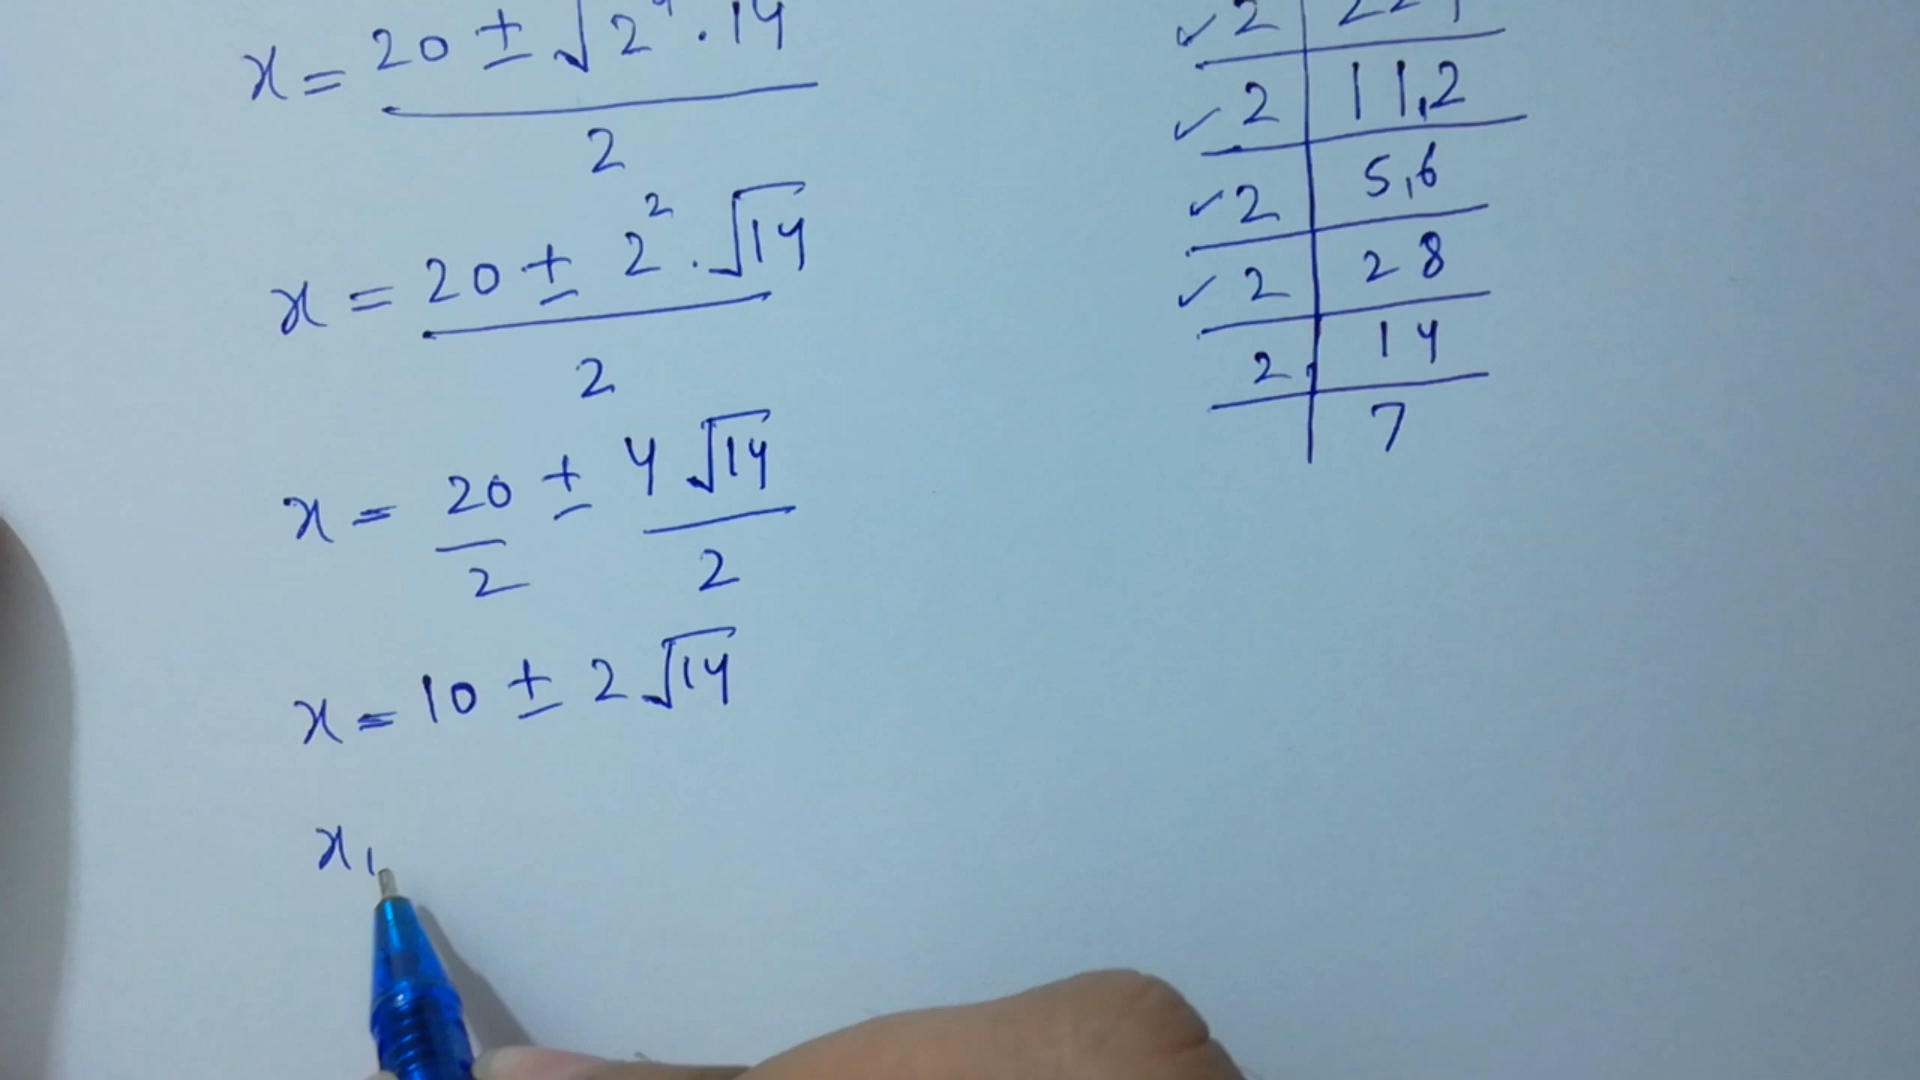 x = 20 ± √2⁴ · 14 / 2
x = 20 ± 2² · √14 / 2
x = 20/2 ± 4√14 / 2
x = 10 ± 2√14
x₁
2 | 224
2 | 11,2
2 | 5,6
2 | 28
2 | 14
7